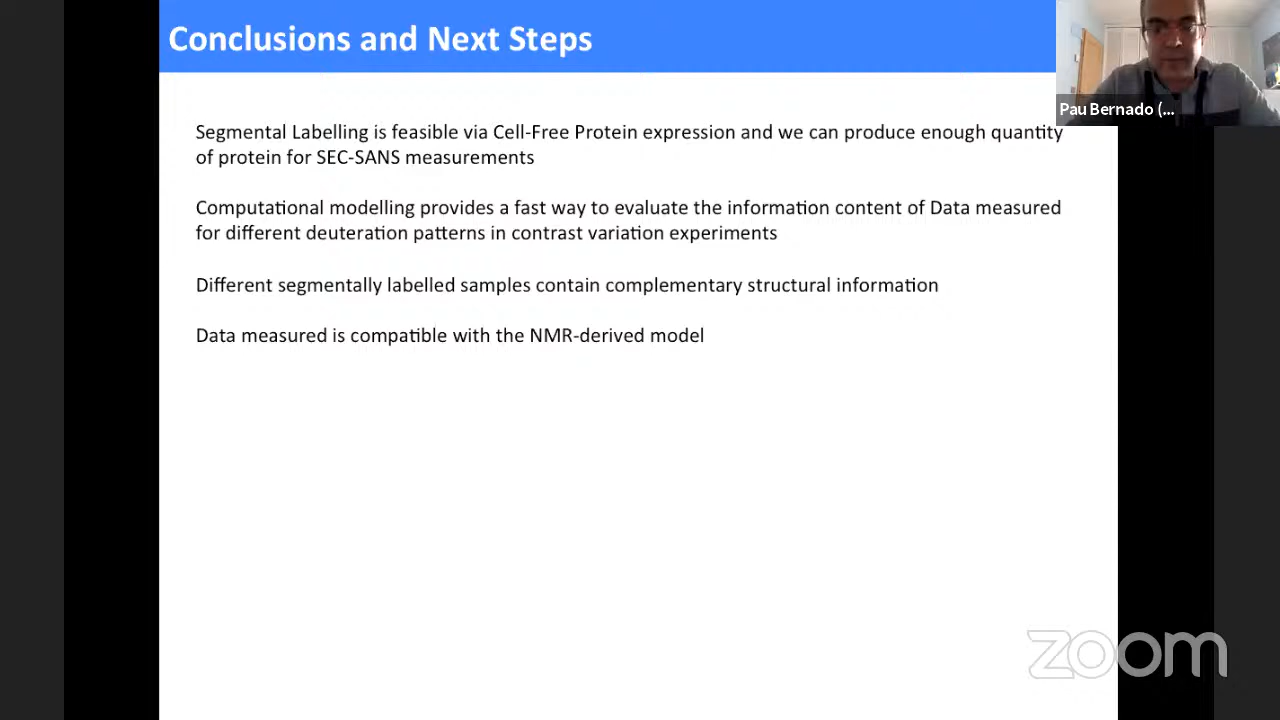 Conclusions and Next Steps
Pau Bernado (...
Segmental Labelling is feasible via Cell-Free Protein expression and we can produce enough quantity
of protein for SEC-SANS measurements
Computational modelling provides a fast way to evaluate the information content of Data measured
for different deuteration patterns in contrast variation experiments
Different segmentally labelled samples contain complementary structural information
Data measured is compatible with the NMR-derived model
zoom